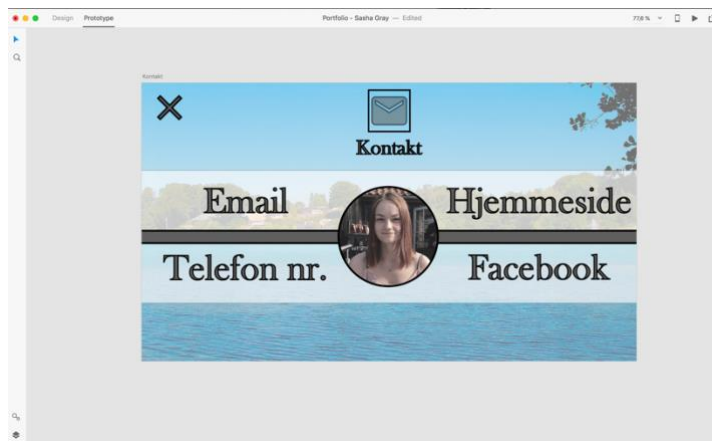 Design Prototype Portfolio - Sasha Gray — Edited 77,6 %
Kontakt
Kontakt
Email Hjemmeside
Telefon nr. Facebook